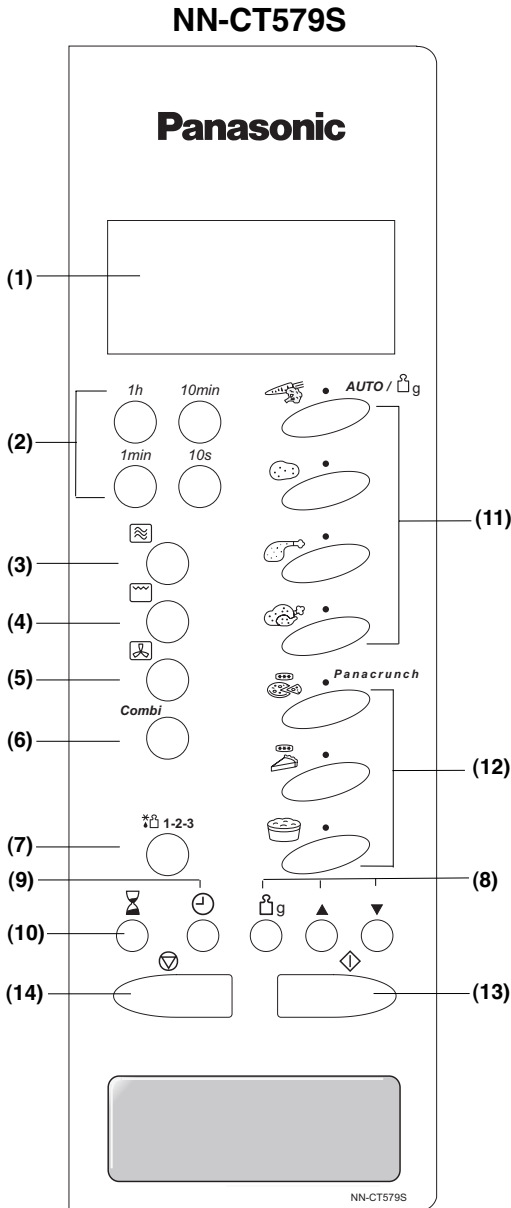 NN-CT579S
Panasonic
(1)
1h 10min AUTO / g
(2)
1min 10s
(11)
(3)
(4)
(5)
Panacrunch
Combi
(6)
(12)
1-2-3
(7)
(9) (8)
g ▲ ▼
(10)
(14) (13)
NN-CT579S